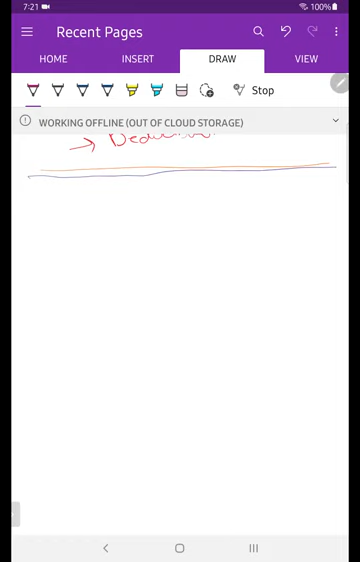 7:21
100%
Recent Pages
HOME INSERT DRAW VIEW
Stop
WORKING OFFLINE (OUT OF CLOUD STORAGE)
→